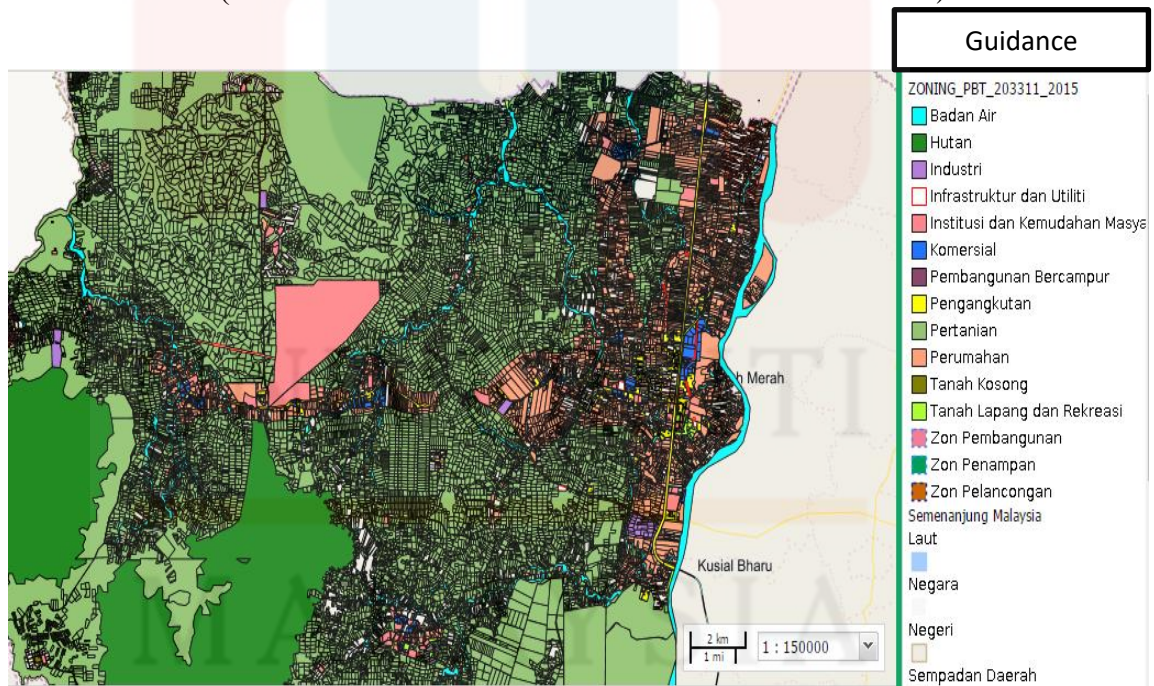 Guidance
ZONING_PBT_203311_2015
Badan Air
Hutan
Industri
Infrastruktur dan Utiliti
Institusi dan Kemudahan Masya
Komersial
Pembangunan Bercampur
Pengangkutan
Pertanian
Perumahan
Tanah Kosong
Tanah Lapang dan Rekreasi
Zon Pembangunan
Zon Penampan
Zon Pelancongan
Semenanjung Malaysia
Laut
Negara
Negeri
Sempadan Daerah
h Merah
Kusial Bharu
2 km
1 mi
1 : 150000